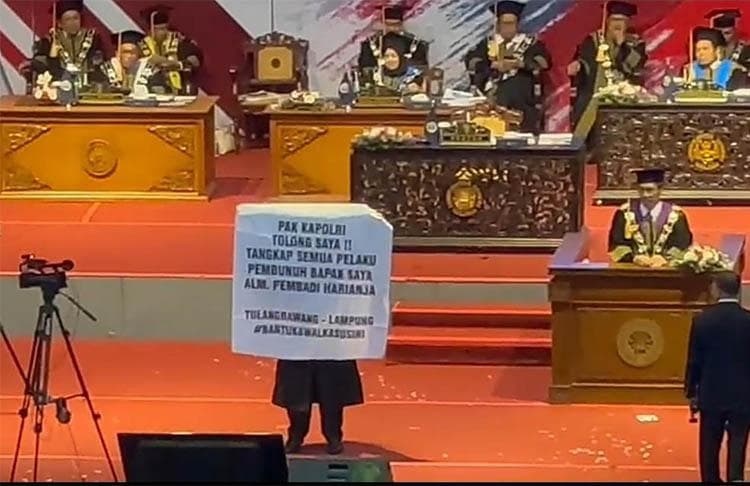 PAK KAPOLRI
TOLONG SAYA !!
TANGKAP SEMUA PELAKU
PEMBUNUH BAPAK SAYA
ALM. PEMBADI HARIANJA
TULANGBAWANG - LAMPUNG
#BANTUKAWALKASUSINI